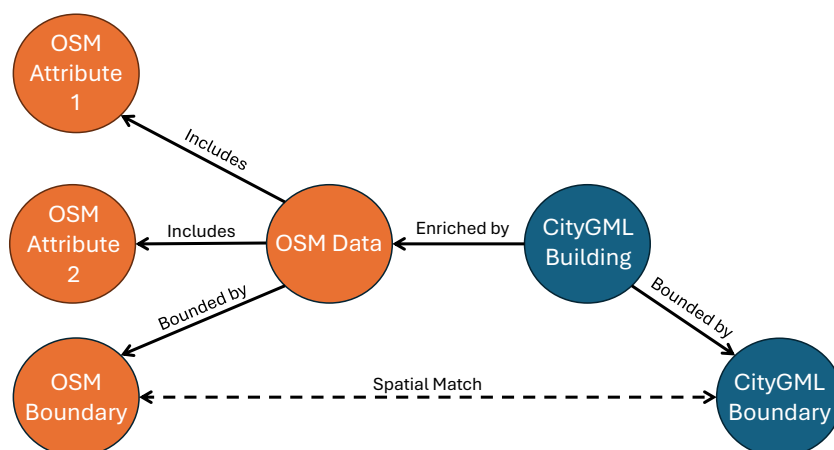 OSM
Attribute
1
Includes
OSM
Attribute
2
Includes
OSM Data
Enriched by
CityGML
Building
Bounded by
Bounded by
OSM
Boundary
Spatial Match
CityGML
Boundary